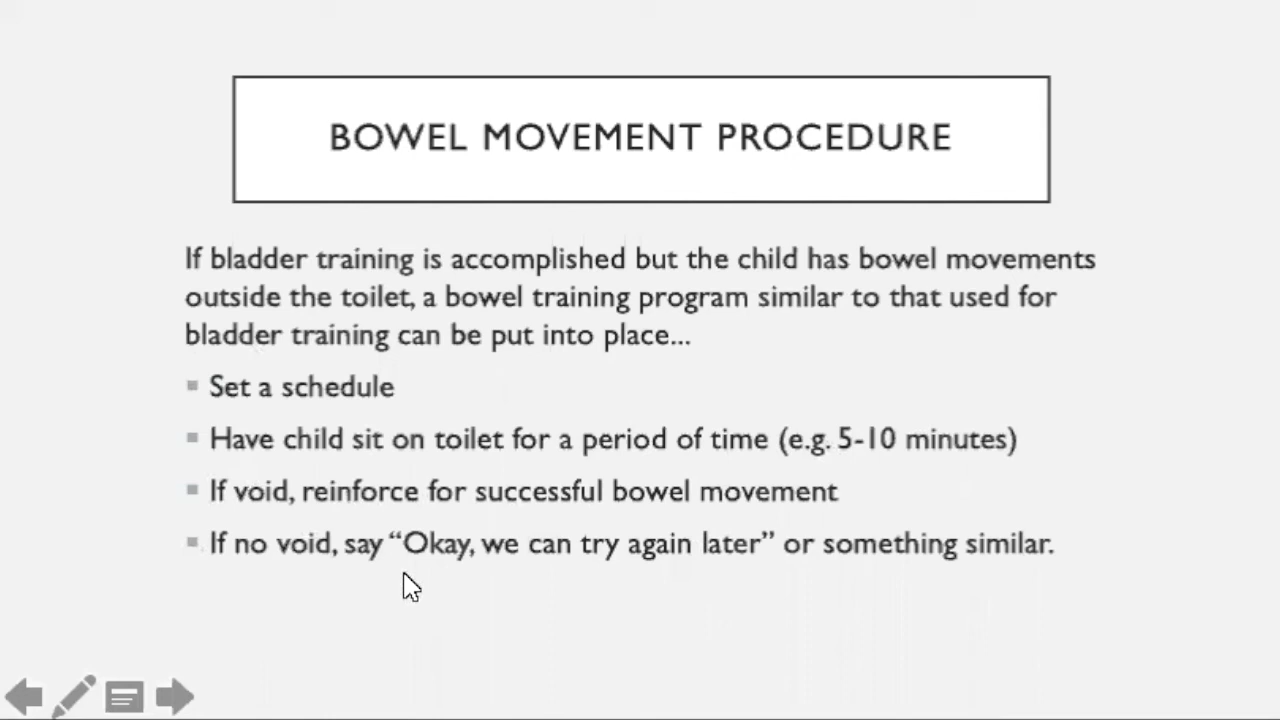 BOWEL MOVEMENT PROCEDURE
If bladder training is accomplished but the child has bowel movements
outside the toilet, a bowel training program similar to that used for
bladder training can be put into place...
▪ Set a schedule
▪ Have child sit on toilet for a period of time (e.g. 5-10 minutes)
▪ If void, reinforce for successful bowel movement
▪ If no void, say “Okay, we can try again later” or something similar.